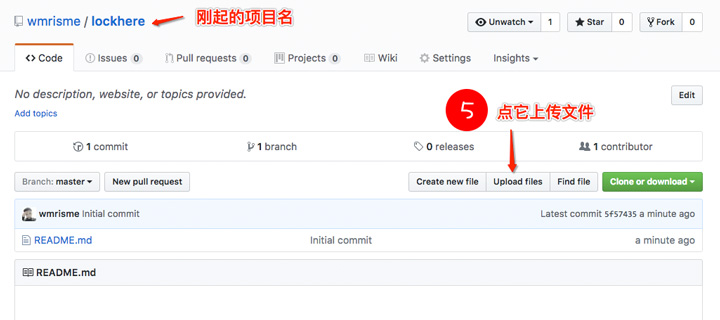 wmrisme / lockhere
刚起的项目名
Unwatch 1
Star 0
Fork 0
Code
Issues 0
Pull requests 0
Projects 0
Wiki
Settings
Insights
No description, website, or topics provided.
Edit
Add topics
5
点它上传文件
1 commit
1 branch
0 releases
1 contributor
Branch: master
New pull request
Create new file
Upload files
Find file
Clone or download
wmrisme Initial commit
Latest commit 5f57435 a minute ago
README.md
Initial commit
a minute ago
README.md